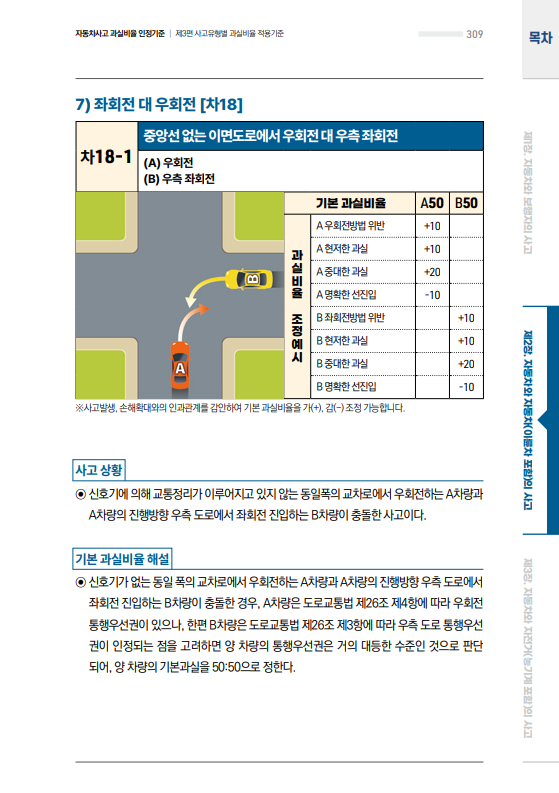 자동차사고 과실비율 인정기준 | 제3편 사고유형별 과실비율 적용기준
309
목차
7) 좌회전 대 우회전 [차18]
차18-1
중앙선 없는 이면도로에서 우회전 대 우측 좌회전
(A) 우회전
(B) 우측 좌회전
기본 과실비율 A50 B50
과실비율 조정예시
A 우회전방법 위반 +10
A 현저한 과실 +10
A 중대한 과실 +20
A 명확한 선진입 -10
B 좌회전방법 위반 +10
B 현저한 과실 +10
B 중대한 과실 +20
B 명확한 선진입 -10
B
A
※사고발생, 손해확대와의 인과관계를 감안하여 기본 과실비율을 가(+), 감(-) 조정 가능합니다.
사고 상황
◉ 신호기에 의해 교통정리가 이루어지고 있지 않는 동일폭의 교차로에서 우회전하는 A차량과
A차량의 진행방향 우측 도로에서 좌회전 진입하는 B차량이 충돌한 사고이다.
기본 과실비율 해설
◉ 신호기가 없는 동일 폭의 교차로에서 우회전하는 A차량과 A차량의 진행방향 우측 도로에서
좌회전 진입하는 B차량이 충돌한 경우, A차량은 도로교통법 제26조 제4항에 따라 우회전
통행우선권이 있으나, 한편 B차량은 도로교통법 제26조 제3항에 따라 우측 도로 통행우선
권이 인정되는 점을 고려하면 양 차량의 통행우선권은 거의 대등한 수준인 것으로 판단
되어, 양 차량의 기본과실을 50:50으로 정한다.
제1장. 자동차와 보행자의 사고
제2장. 자동차와 자동차(이륜차 포함)의 사고
제3장. 자동차와 자전거(농기계 포함)의 사고